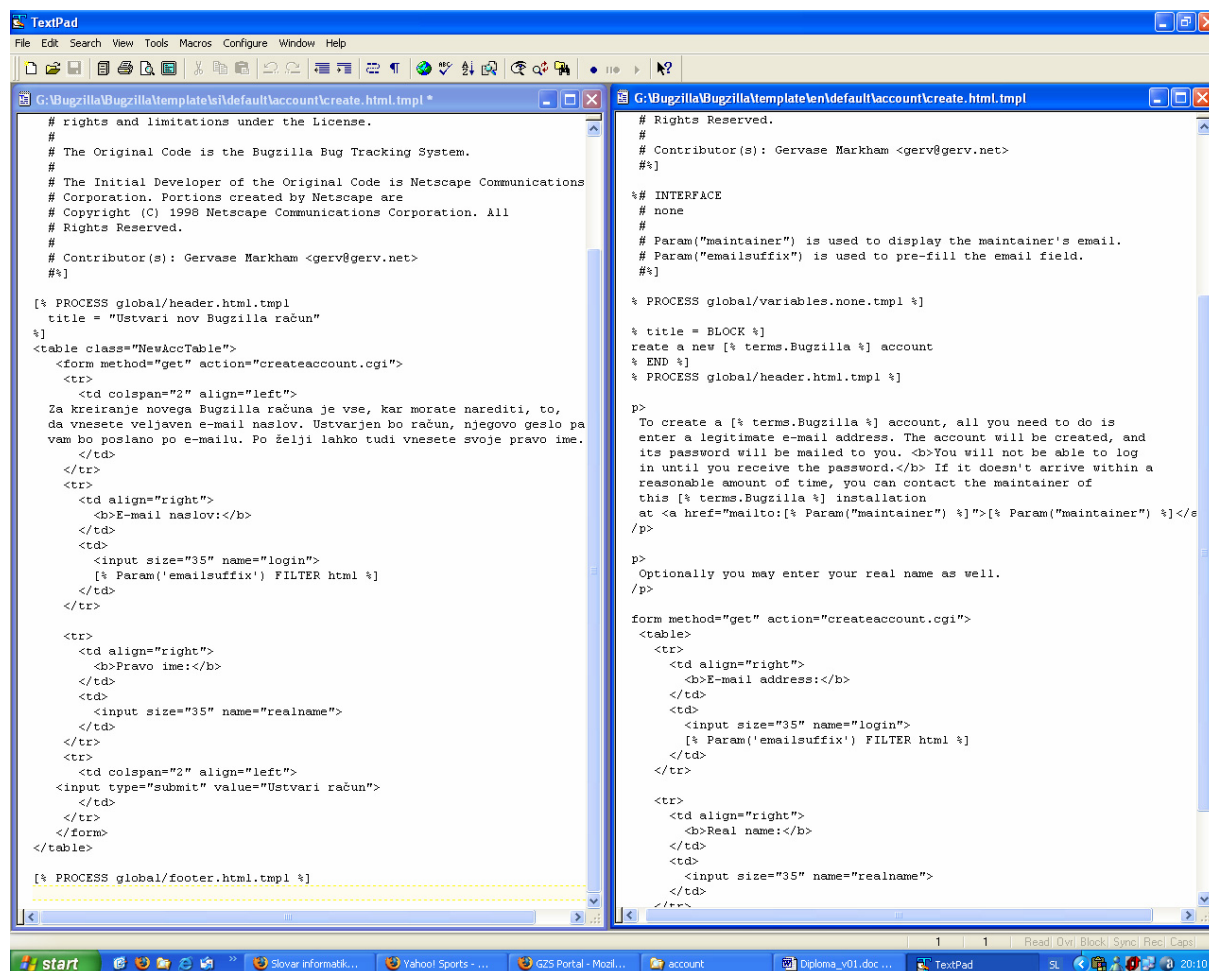 TextPad
File Edit Search View Tools Macros Configure Window Help
G:\Bugzilla\Bugzilla\template\si\default\account\create.html.tmpl *
# rights and limitations under the License.
#
# The Original Code is the Bugzilla Bug Tracking System.
#
# The Initial Developer of the Original Code is Netscape Communications
# Corporation. Portions created by Netscape are
# Copyright (C) 1998 Netscape Communications Corporation. All
# Rights Reserved.
#
# Contributor(s): Gervase Markham <gerv@gerv.net>
#%]
[% PROCESS global/header.html.tmpl
title = "Ustvari nov Bugzilla račun"
%]
<table class="NewAccTable">
<form method="get" action="createaccount.cgi">
<tr>
<td colspan="2" align="left">
Za kreiranje novega Bugzilla računa je vse, kar morate narediti, to,
da vnesete veljaven e-mail naslov. Ustvarjen bo račun, njegovo geslo pa
vam bo poslano po e-mailu. Po želji lahko tudi vnesete svoje pravo ime.
</td>
</tr>
<tr>
<td align="right">
<b>E-mail naslov:</b>
</td>
<td>
<input size="35" name="login">
[% Param('emailsuffix') FILTER html %]
</td>
</tr>
<tr>
<td align="right">
<b>Pravo ime:</b>
</td>
<td>
<input size="35" name="realname">
</td>
</tr>
<tr>
<td colspan="2" align="left">
<input type="submit" value="Ustvari račun">
</td>
</tr>
</form>
</table>
[% PROCESS global/footer.html.tmpl %]
G:\Bugzilla\Bugzilla\template\en\default\account\create.html.tmpl
# Rights Reserved.
#
# Contributor(s): Gervase Markham <gerv@gerv.net>
#%]
%# INTERFACE
# none
#
# Param("maintainer") is used to display the maintainer's email.
# Param("emailsuffix") is used to pre-fill the email field.
#%]
% PROCESS global/variables.none.tmpl %]
% title = BLOCK %]
reate a new [% terms.Bugzilla %] account
% END %]
% PROCESS global/header.html.tmpl %]
p>
To create a [% terms.Bugzilla %] account, all you need to do is
enter a legitimate e-mail address. The account will be created, and
its password will be mailed to you. <b>You will not be able to log
in until you receive the password.</b> If it doesn't arrive within a
reasonable amount of time, you can contact the maintainer of
this [% terms.Bugzilla %] installation
at <a href="mailto:[% Param("maintainer") %]">[% Param("maintainer") %]</a
/p>
p>
Optionally you may enter your real name as well.
/p>
form method="get" action="createaccount.cgi">
<table>
<tr>
<td align="right">
<b>E-mail address:</b>
</td>
<td>
<input size="35" name="login">
[% Param('emailsuffix') FILTER html %]
</td>
</tr>
<tr>
<td align="right">
<b>Real name:</b>
</td>
<td>
<input size="35" name="realname">
</td>
</tr>
1 1 Read Ovr Block Sync Rec Caps
start Slovar informatik... Yahoo! Sports - ... GZS Portal - Mozil... account Diploma_v01.doc ... TextPad SL 20:10